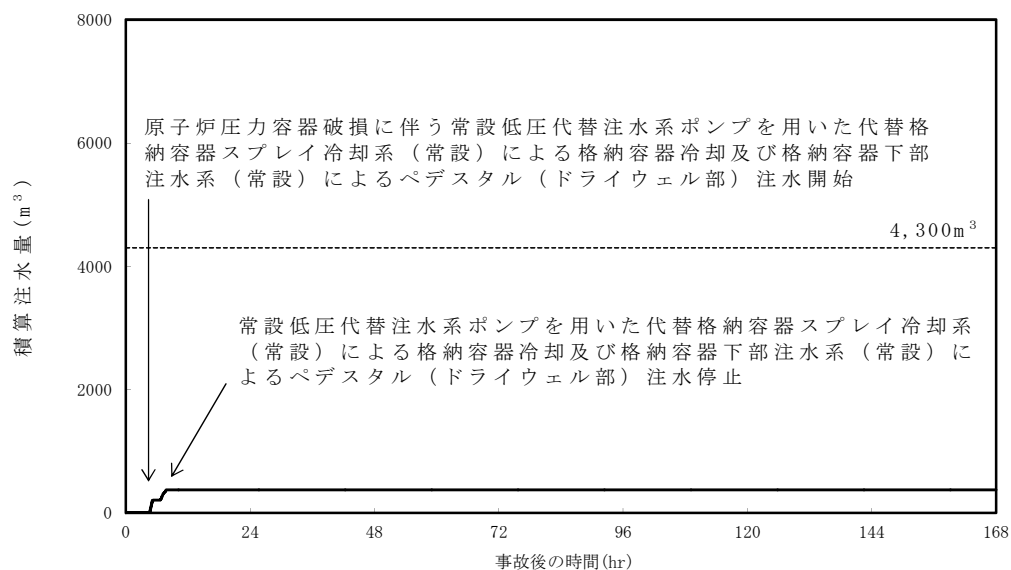 8000
6000
4000
2000
0
積算注水量(m³)
原子炉圧力容器破損に伴う常設低圧代替注水系ポンプを用いた代替格
納容器スプレイ冷却系（常設）による格納容器冷却及び格納容器下部
注水系（常設）によるペデスタル（ドライウェル部）注水開始
4,300m³
常設低圧代替注水系ポンプを用いた代替格納容器スプレイ冷却系
（常設）による格納容器冷却及び格納容器下部注水系（常設）に
よるペデスタル（ドライウェル部）注水停止
0 24 48 72 96 120 144 168
事故後の時間(hr)